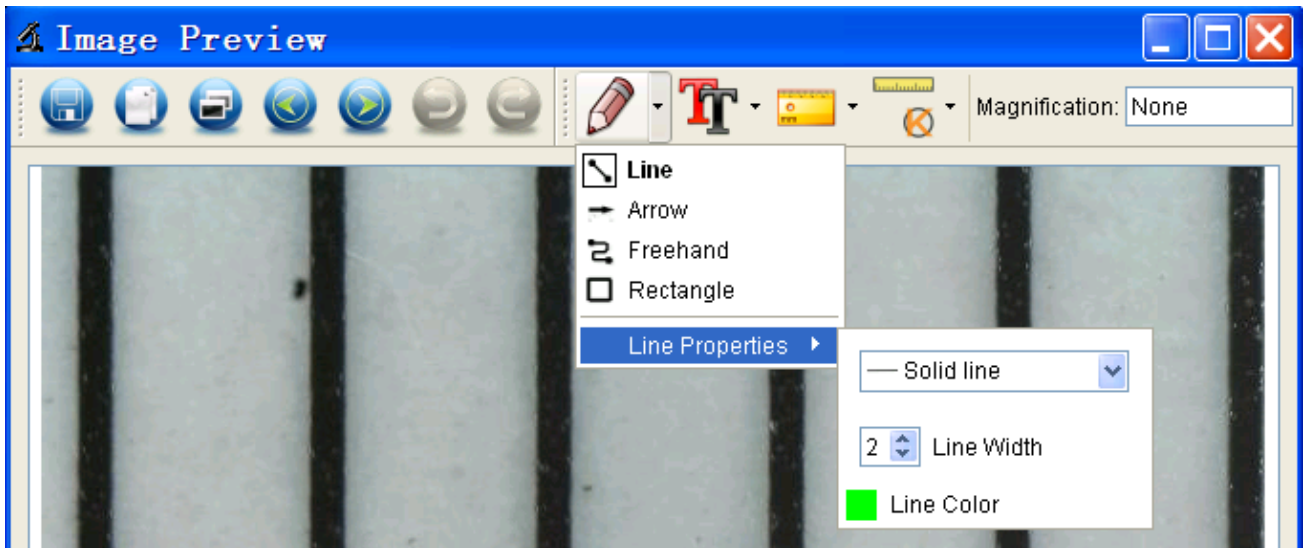 Image Preview
Magnification: None
Line
Arrow
Freehand
Rectangle
Line Properties
Solid line
2 Line Width
Line Color